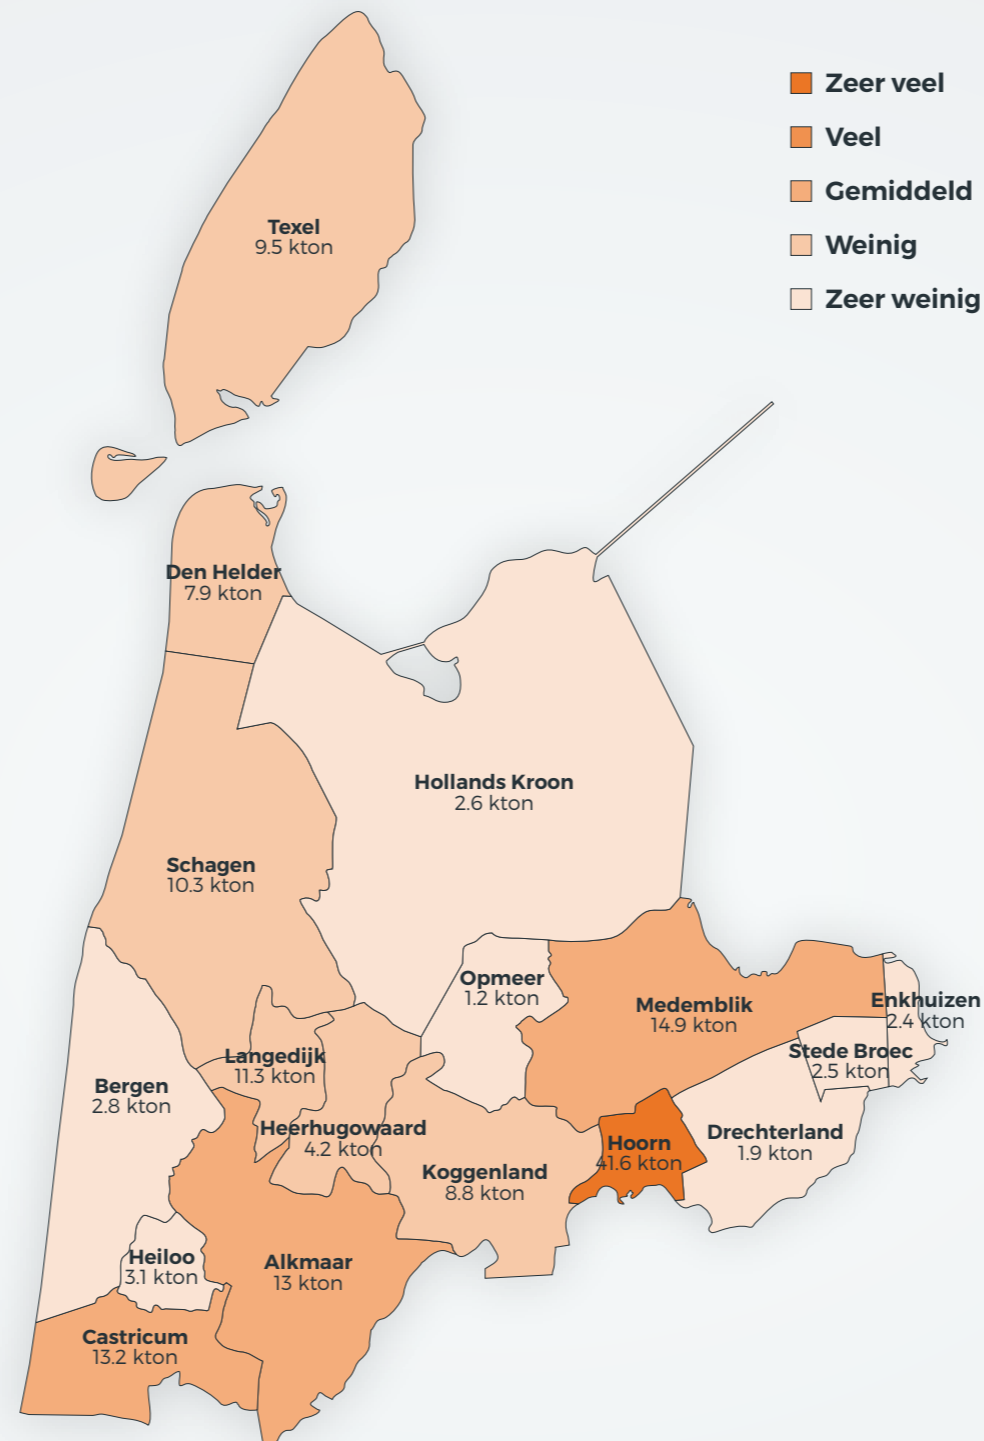 Zeer veel
Veel
Gemiddeld
Weinig
Zeer weinig
Texel
9.5 kton
Den Helder
7.9 kton
Hollands Kroon
2.6 kton
Schagen
10.3 kton
Opmeer
1.2 kton
Medemblik
14.9 kton
Enkhuizen
2.4 kton
Stede Broec
2.5 kton
Langedijk
11.3 kton
Bergen
2.8 kton
Heerhugowaard
4.2 kton
Hoorn
41.6 kton
Drechterland
1.9 kton
Koggenland
8.8 kton
Heiloo
3.1 kton
Alkmaar
13 kton
Castricum
13.2 kton